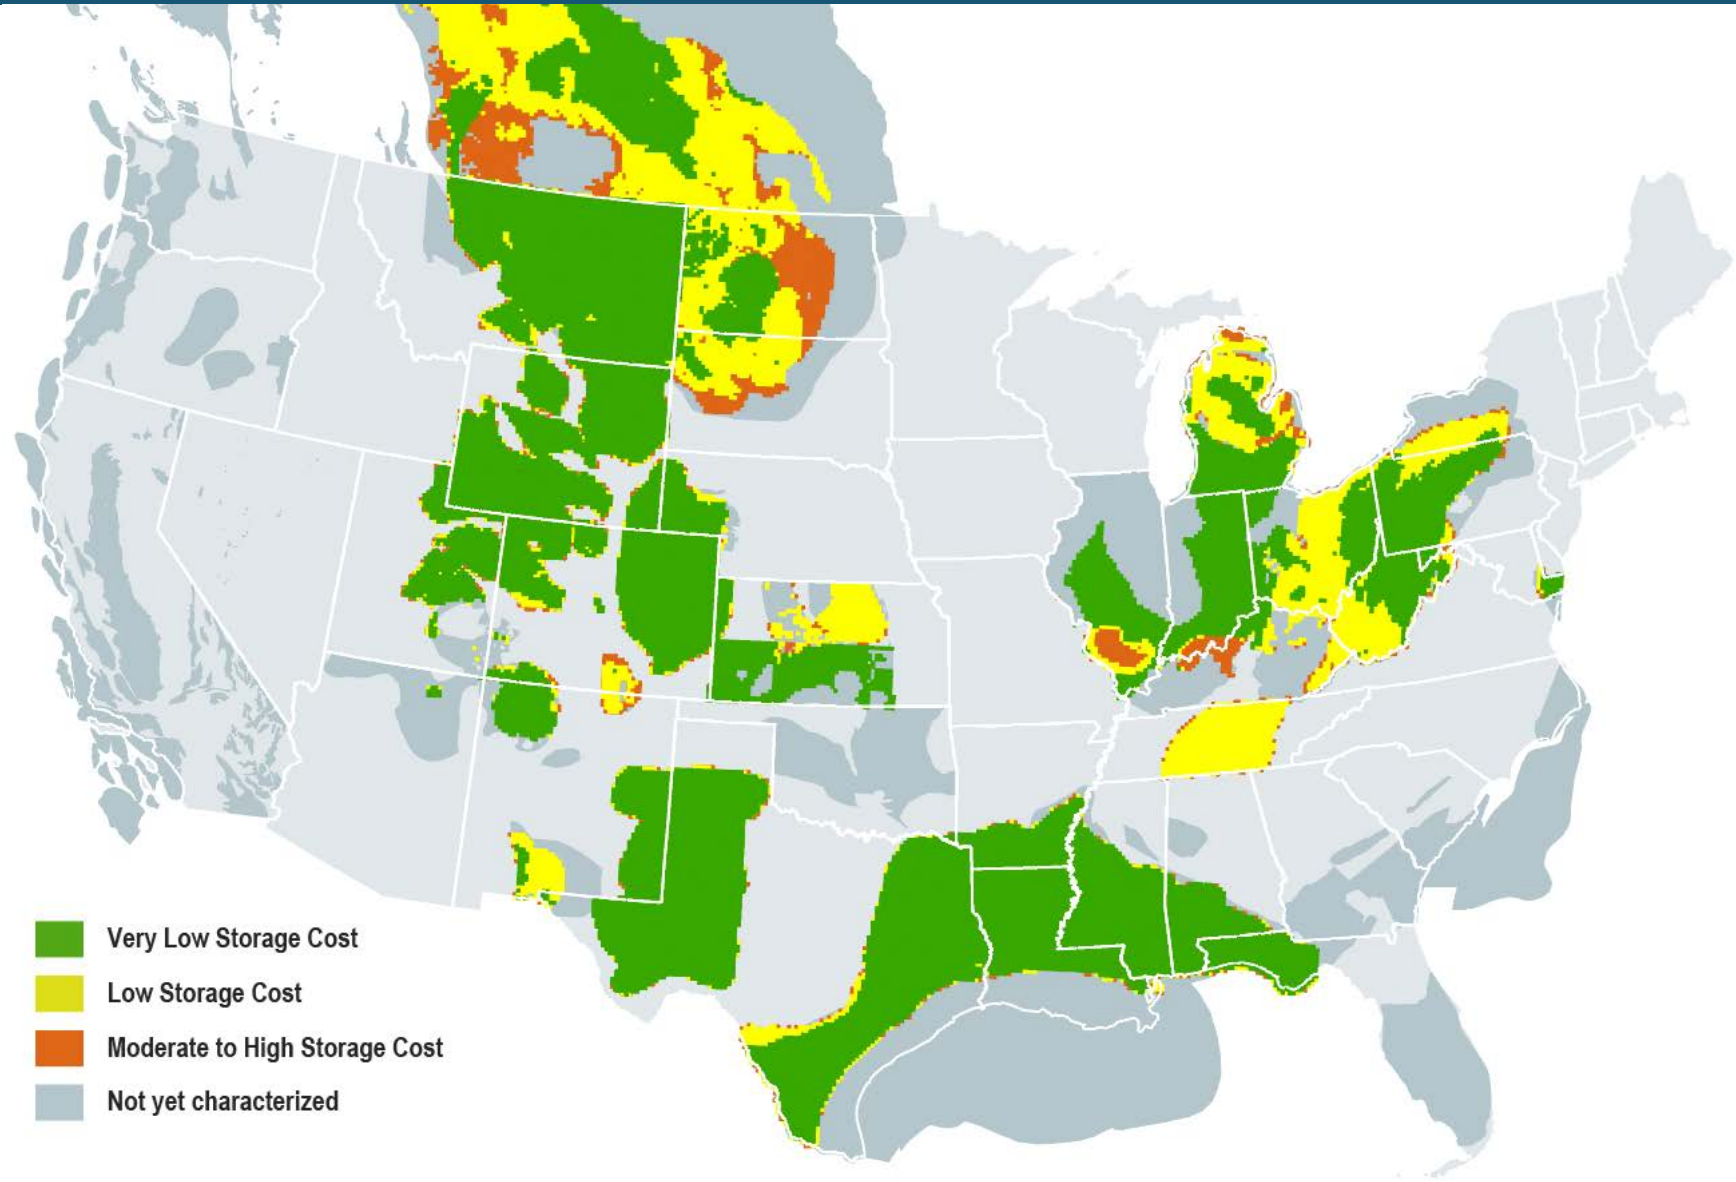 Very Low Storage Cost
Low Storage Cost
Moderate to High Storage Cost
Not yet characterized